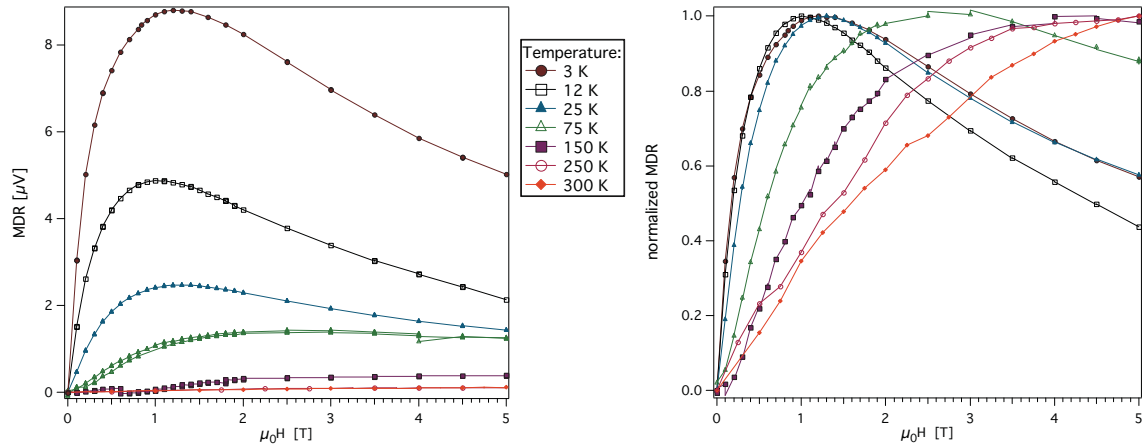 8
6
4
2
0
MDR [µV]
0
1
2
3
4
5
µ0H [T]
Temperature:
3 K
12 K
25 K
75 K
150 K
250 K
300 K
1.0
0.8
0.6
0.4
0.2
0.0
normalized MDR
0
1
2
3
4
5
µ0H [T]